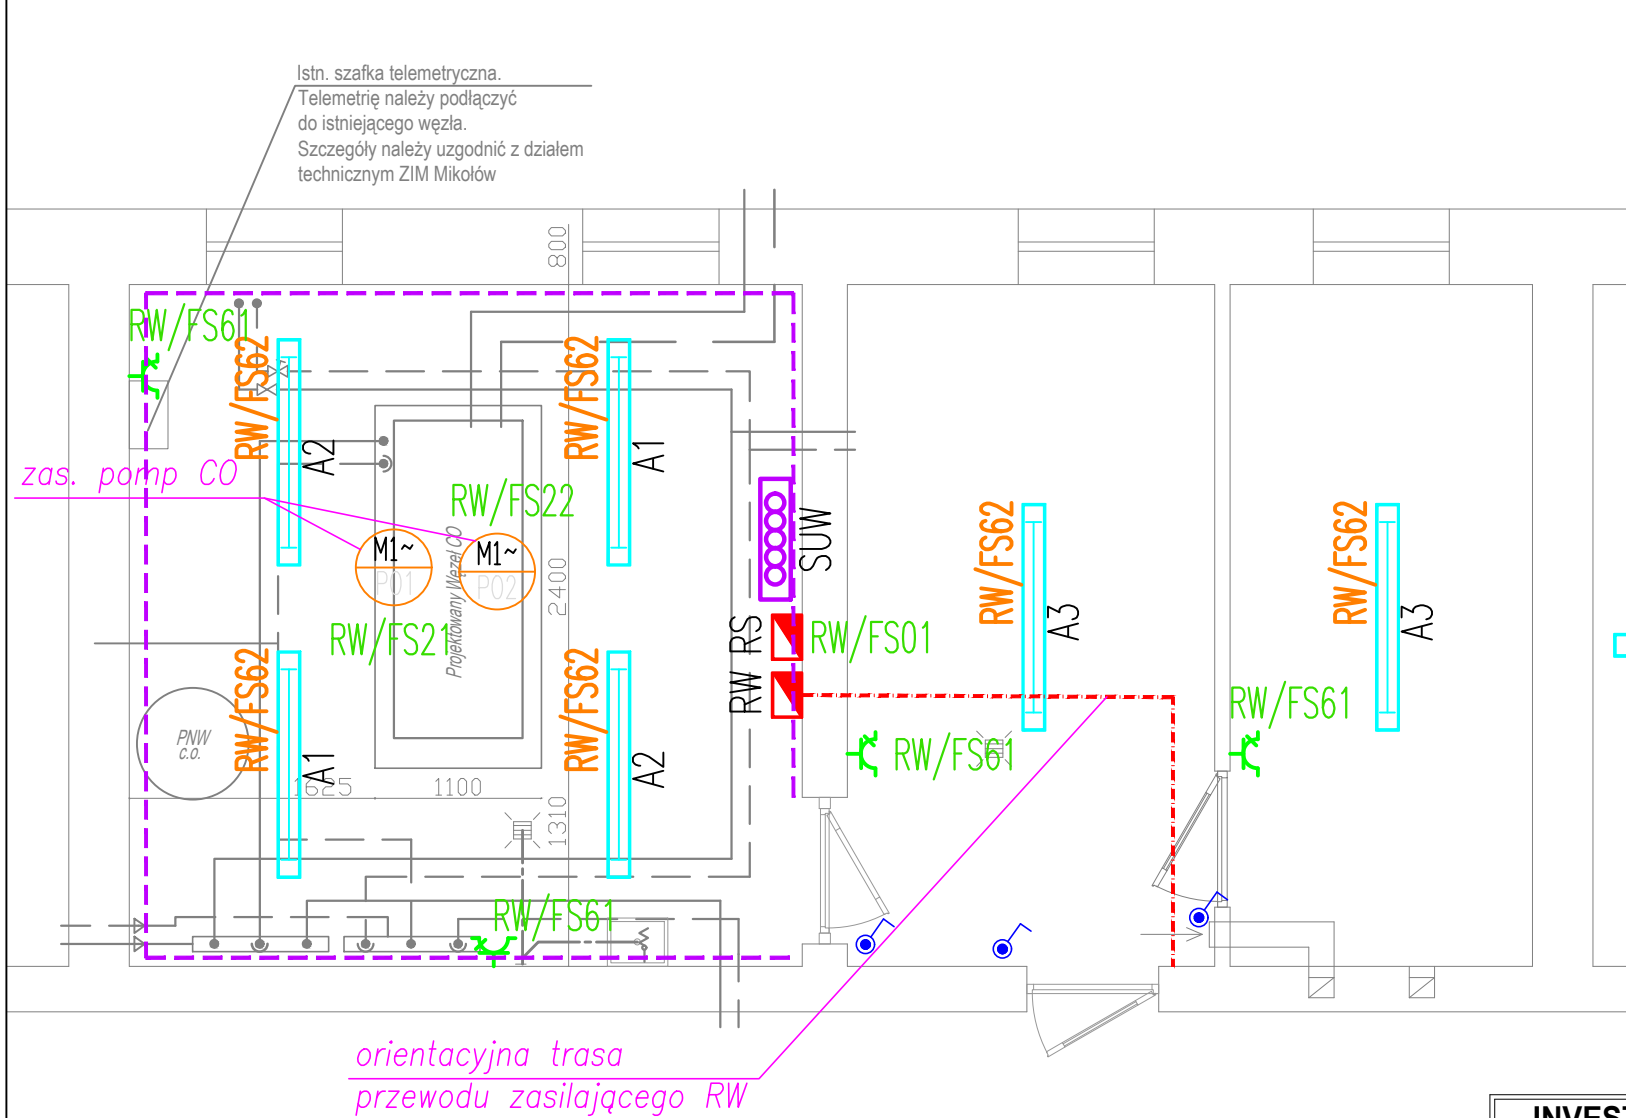 Istn. szafka telemetryczna.
Telemetrię należy podłączyć
do istniejącego węzła.
Szczegóły należy uzgodnić z działem
technicznym ZIM Mikołów
800
RW/FS61
RW/FS62
A2
RW/FS62
A1
zas. pomp CO
RW/FS22
M1~
PO1
M1~
PO2
Projektowany Węzeł CO
2400
SUW
RW/FS62
A3
RW/FS62
A3
RW/FS21
RS
RW/FS01
RW
RW/FS62
A1
RW/FS62
A2
PNW
c.o.
RW/FS61
RW/FS61
1625
1100
1310
RW/FS61
orientacyjna trasa
przewodu zasilającego RW
INVEST